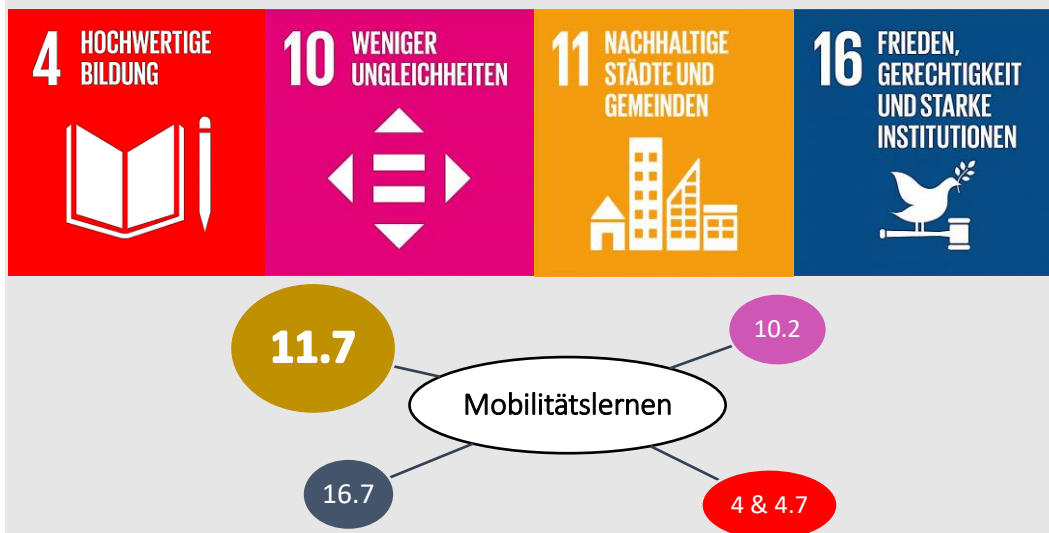 4 HOCHWERTIGE
BILDUNG
10 WENIGER
UNGLEICHHEITEN
11 NACHHALTIGE
STÄDTE UND
GEMEINDEN
16 FRIEDEN,
GERECHTIGKEIT
UND STARKE
INSTITUTIONEN
11.7
10.2
Mobilitätslernen
16.7
4 & 4.7